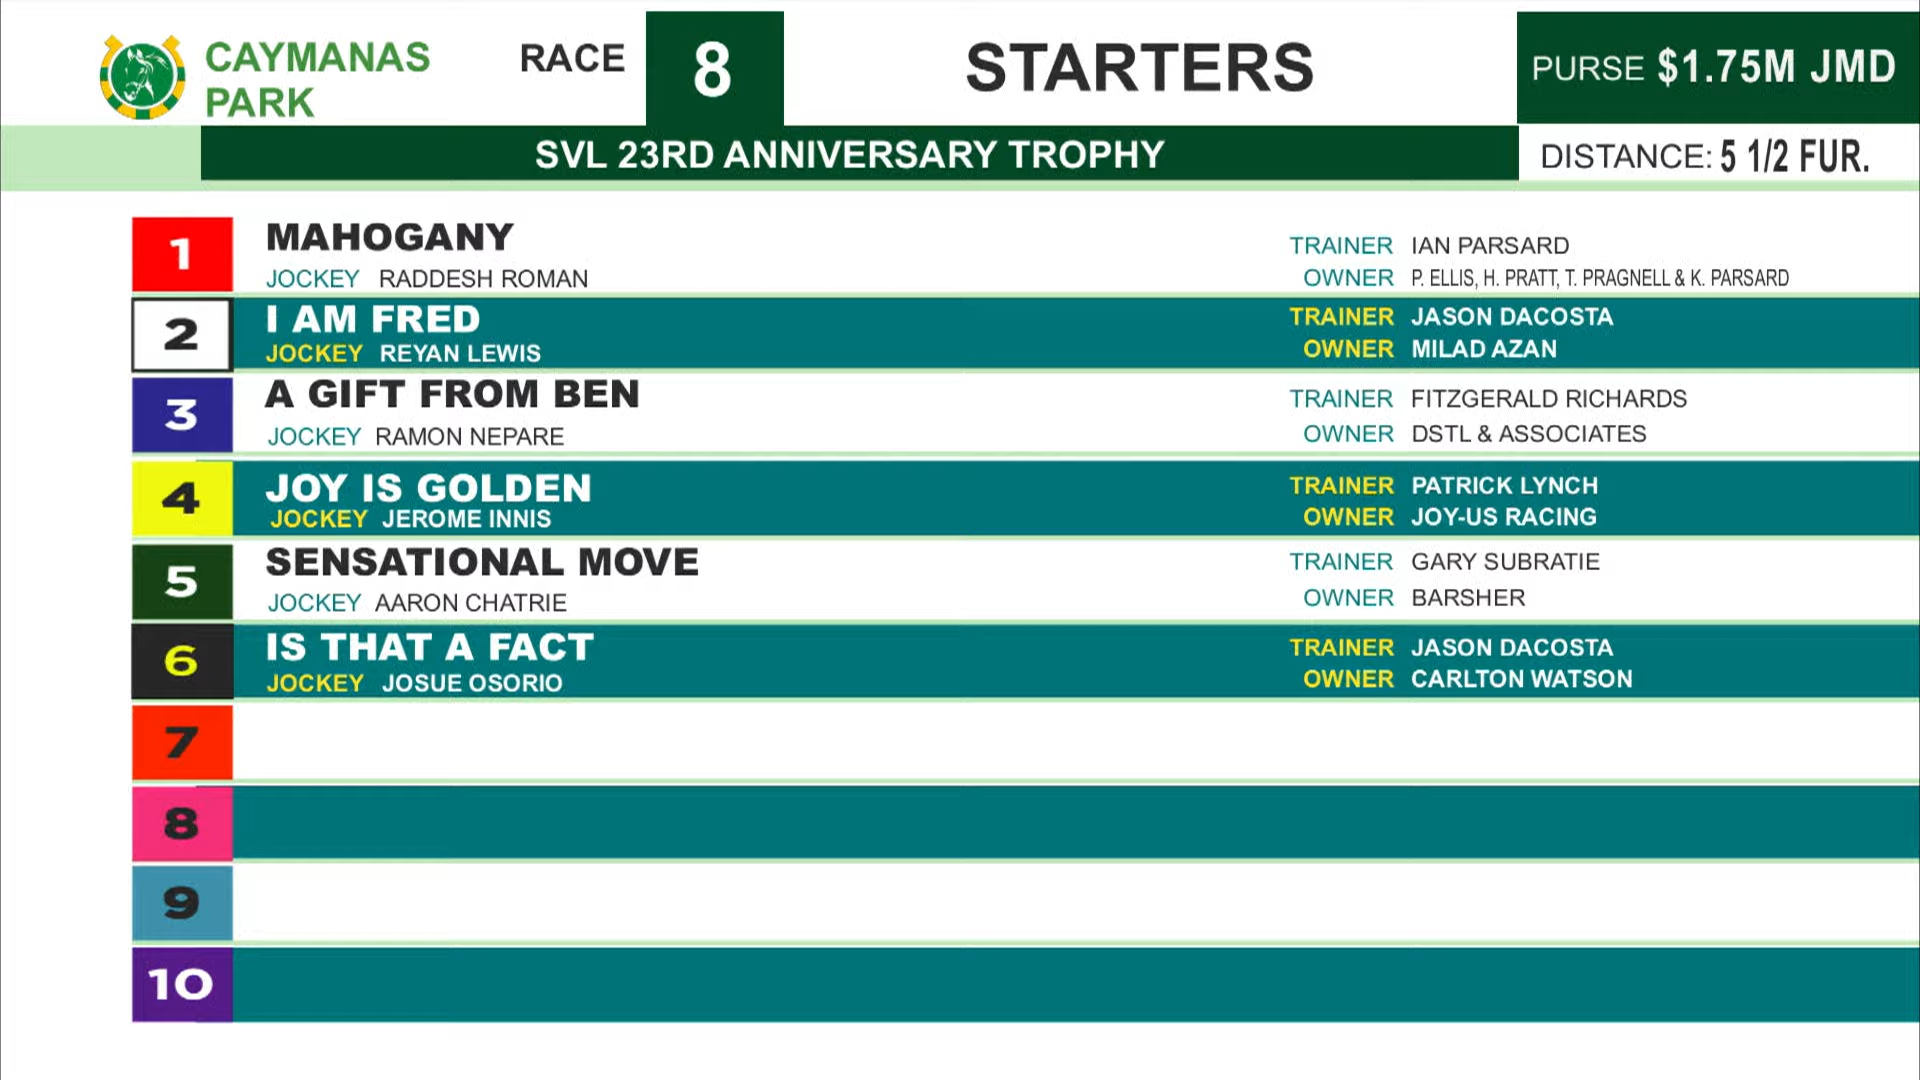 CAYMANAS PARK
RACE 8
STARTERS
PURSE $1.75M JMD
SVL 23RD ANNIVERSARY TROPHY
DISTANCE: 5 1/2 FUR.
1 MAHOGANY
JOCKEY RADDESH ROMAN
TRAINER IAN PARSARD
OWNER P. ELLIS, H. PRATT, T. PRAGNELL & K. PARSARD
2 I AM FRED
JOCKEY REYAN LEWIS
TRAINER JASON DACOSTA
OWNER MILAD AZAN
3 A GIFT FROM BEN
JOCKEY RAMON NEPARE
TRAINER FITZGERALD RICHARDS
OWNER DSTL & ASSOCIATES
4 JOY IS GOLDEN
JOCKEY JEROME INNIS
TRAINER PATRICK LYNCH
OWNER JOY-US RACING
5 SENSATIONAL MOVE
JOCKEY AARON CHATRIE
TRAINER GARY SUBRATIE
OWNER BARSHER
6 IS THAT A FACT
JOCKEY JOSUE OSORIO
TRAINER JASON DACOSTA
OWNER CARLTON WATSON
7
8
9
10